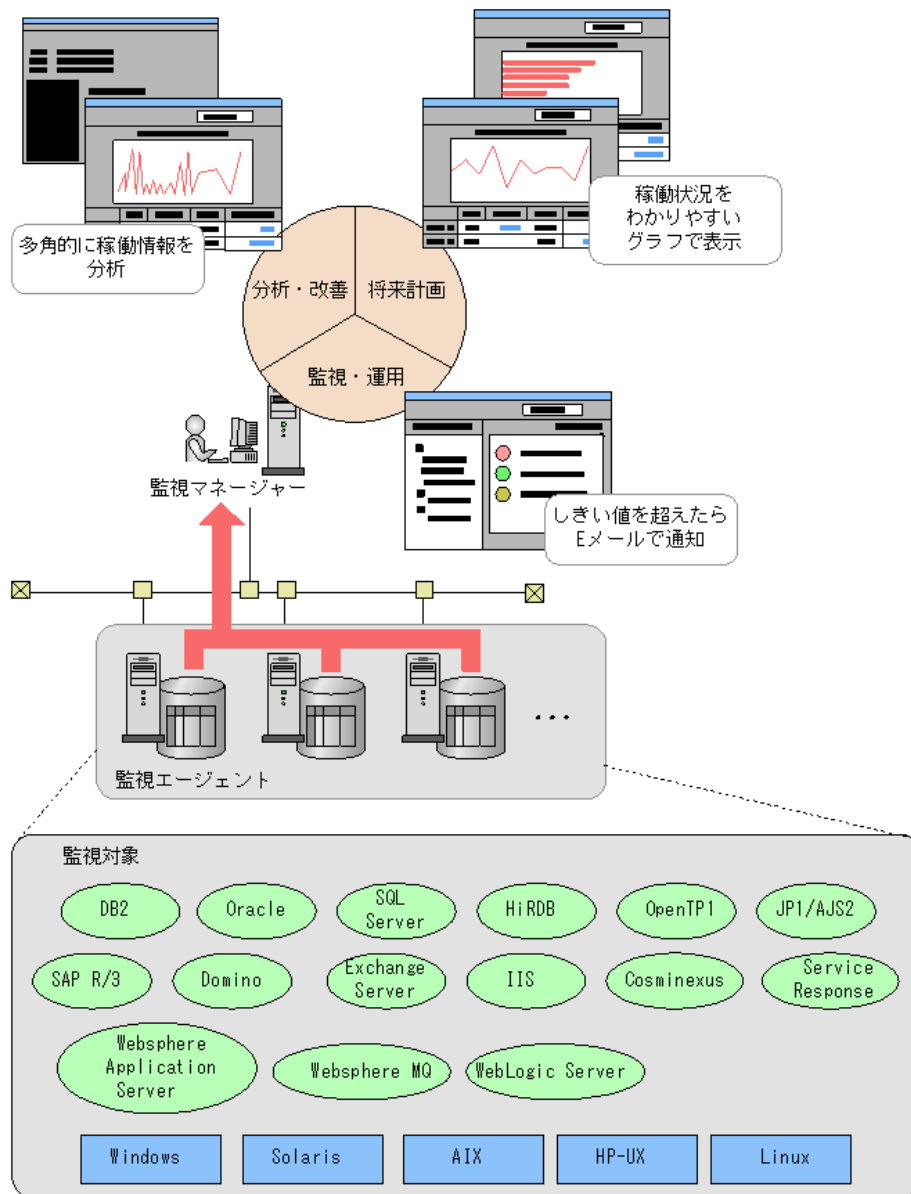 多角的に稼働情報を
分析
稼働状況を
わかりやすい
グラフで表示
分析・改善
将来計画
監視・運用
監視マネージャー
しきい値を超えたら
Eメールで通知
...
監視エージェント
監視対象
DB2
Oracle
SQL
Server
HiRDB
OpenTP1
JP1/AJS2
SAP R/3
Domino
Exchange
Server
IIS
Cosminexus
Service
Response
Websphere
Application
Server
Websphere MQ
WebLogic Server
Windows
Solaris
AIX
HP-UX
Linux